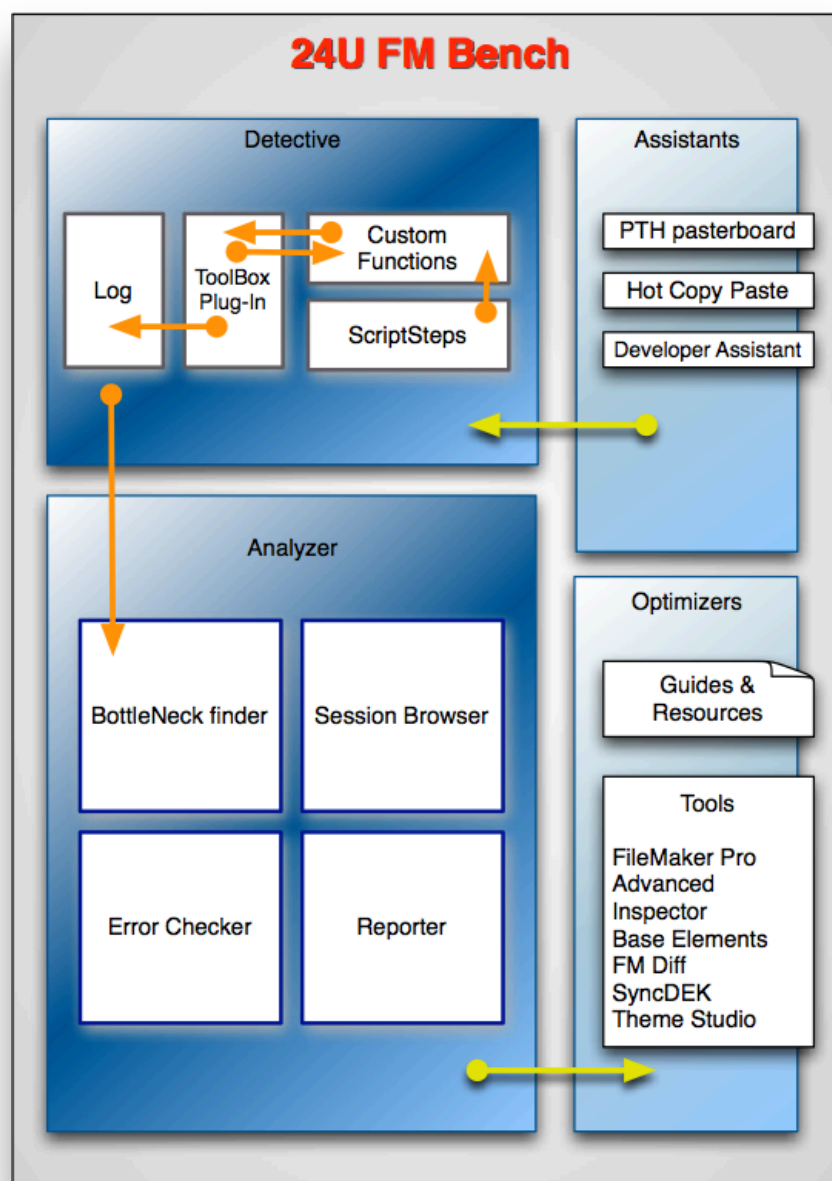 24U FM Bench
Detective
Log
ToolBox
Plug-In
Custom
Functions
ScriptSteps
Assistants
PTH pasterboard
Hot Copy Paste
Developer Assistant
Analyzer
BottleNeck finder
Session Browser
Error Checker
Reporter
Optimizers
Guides &
Resources
Tools
FileMaker Pro
Advanced
Inspector
Base Elements
FM Diff
SyncDEK
Theme Studio